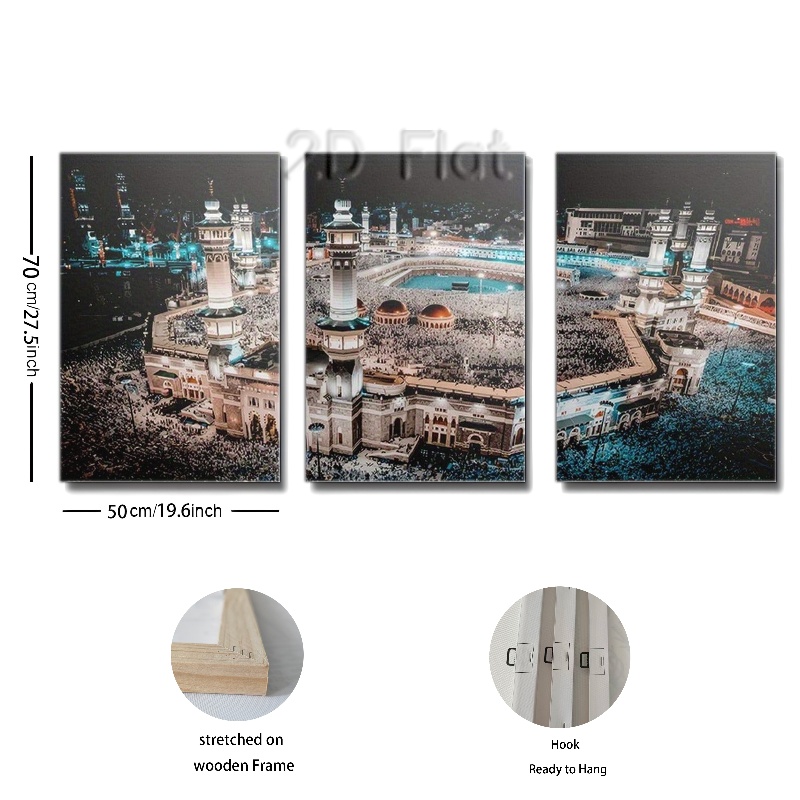 2D Flat
70 cm/27.5inch
50 cm/19.6inch
stretched on
wooden Frame
Hook
Ready to Hang